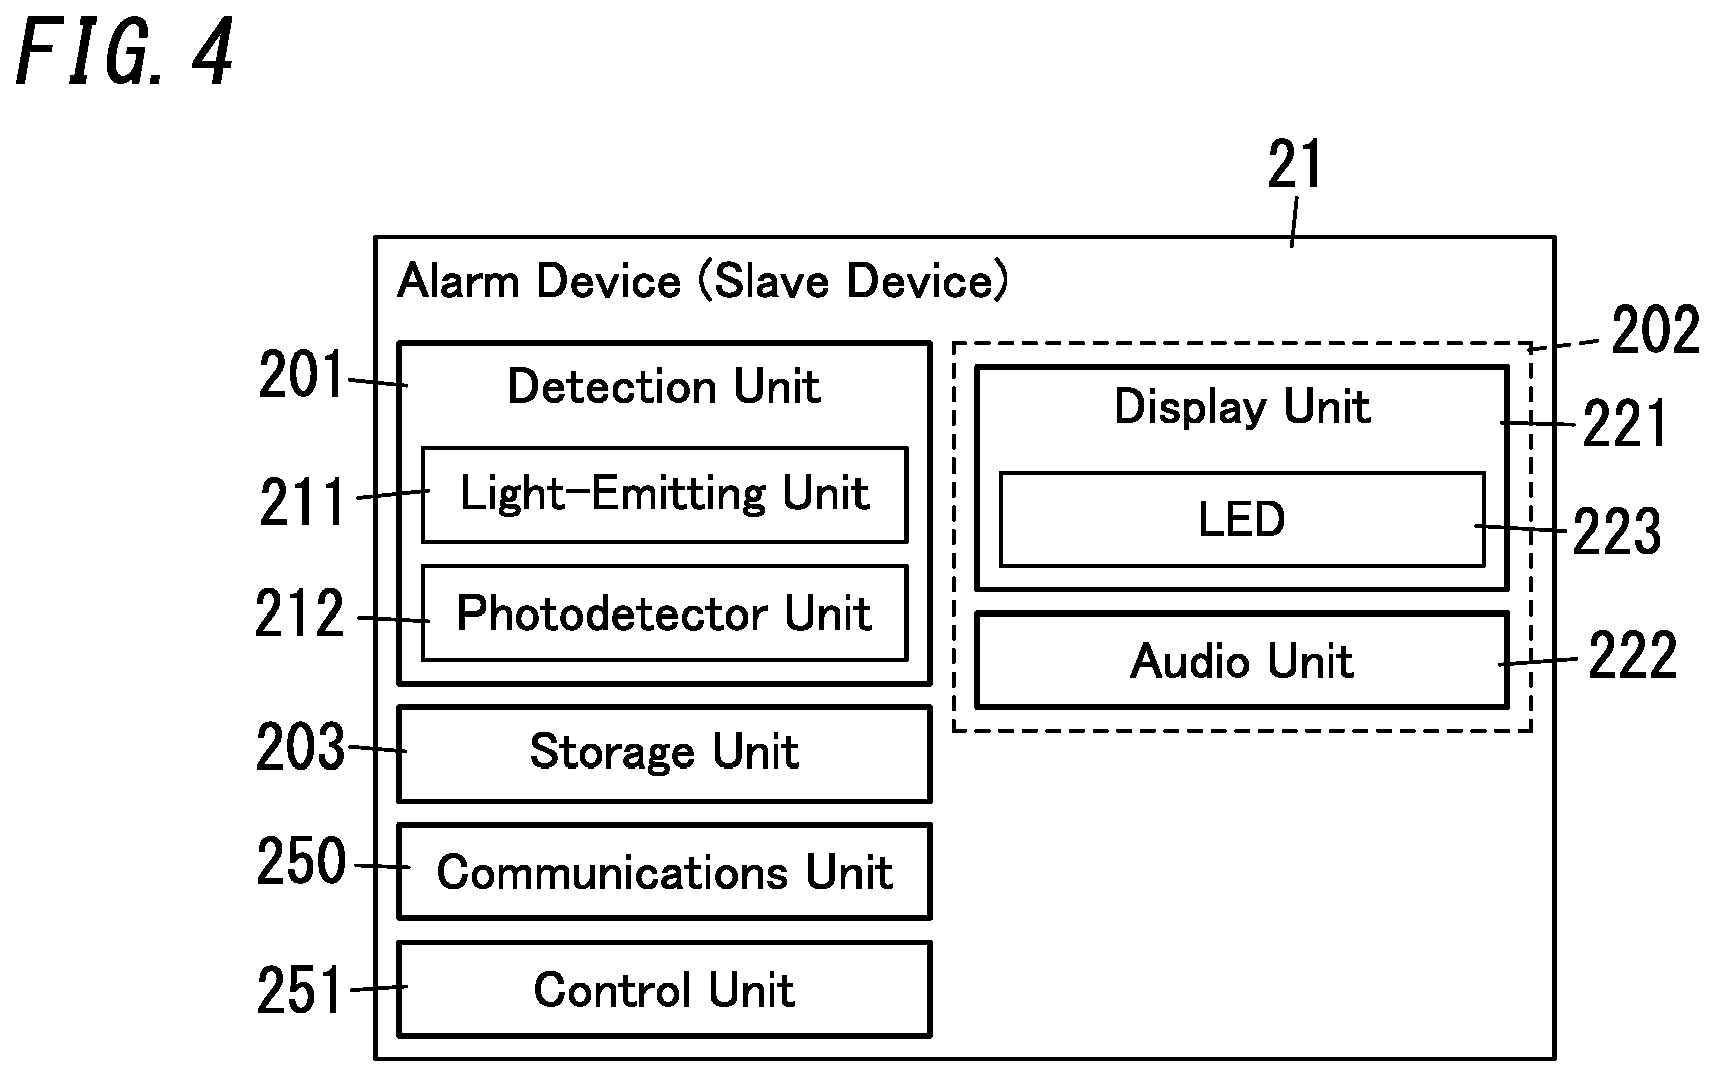 FIG. 4
21
Alarm Device (Slave Device)
201
Detection Unit
211
Light-Emitting Unit
212
Photodetector Unit
203
Storage Unit
250
Communications Unit
251
Control Unit
202
Display Unit
221
LED
223
Audio Unit
222